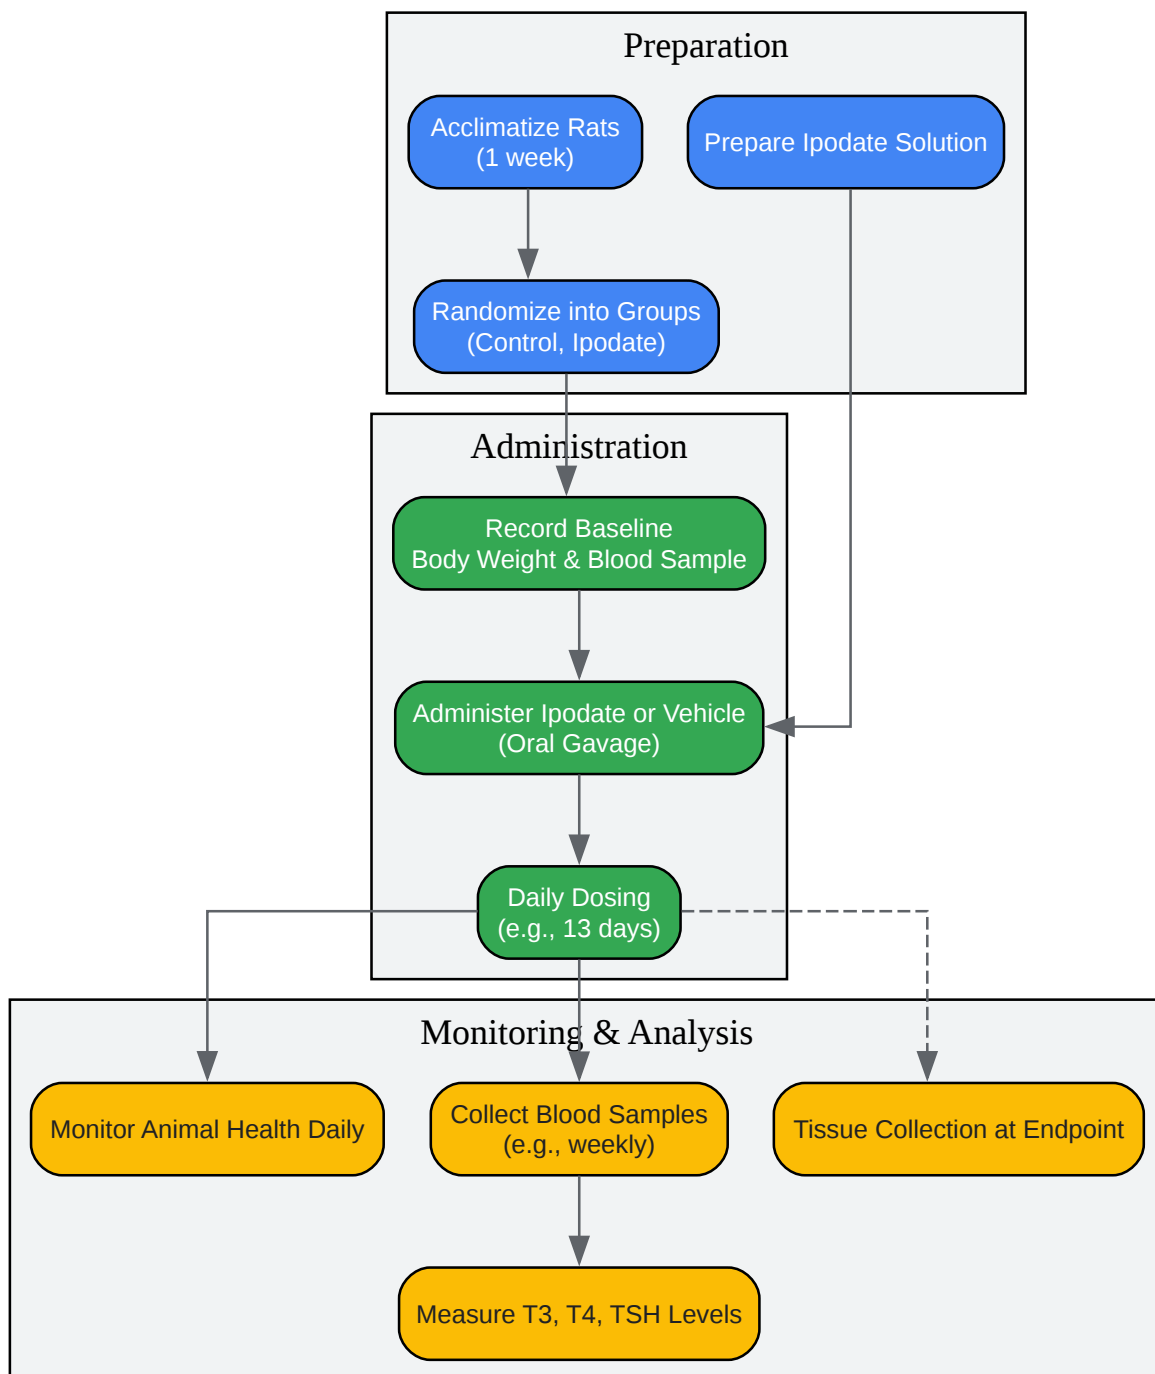 Preparation
Acclimatize Rats
(1 week)
Prepare Ipodate Solution
Randomize into Groups
(Control, Ipodate)
Administration
Record Baseline
Body Weight & Blood Sample
Administer Ipodate or Vehicle
(Oral Gavage)
Daily Dosing
(e.g., 13 days)
Monitoring & Analysis
Monitor Animal Health Daily
Collect Blood Samples
(e.g., weekly)
Tissue Collection at Endpoint
Measure T3, T4, TSH Levels